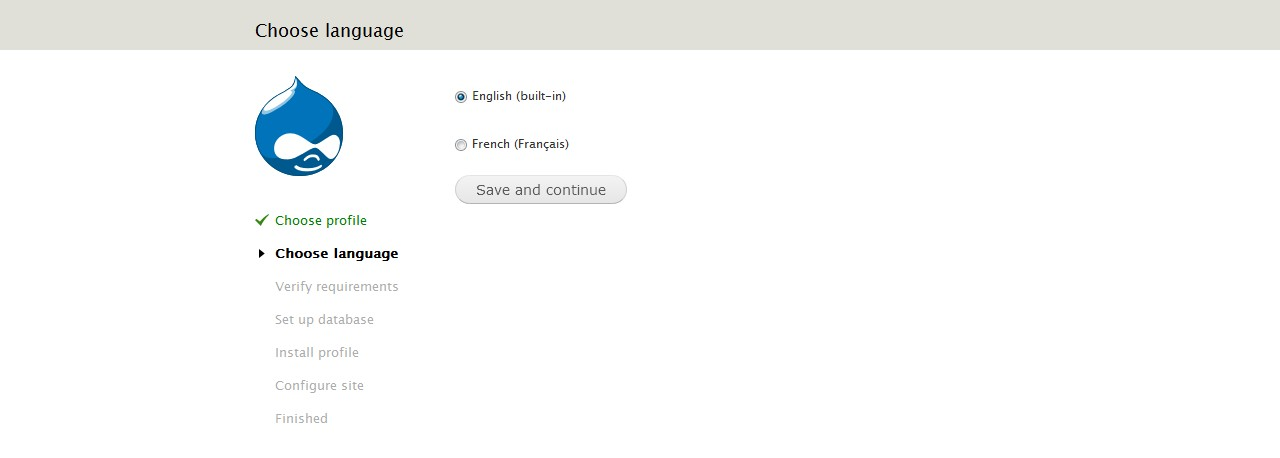 Choose language
English (built-in)
French (Français)
Save and continue
Choose profile
Choose language
Verify requirements
Set up database
Install profile
Configure site
Finished